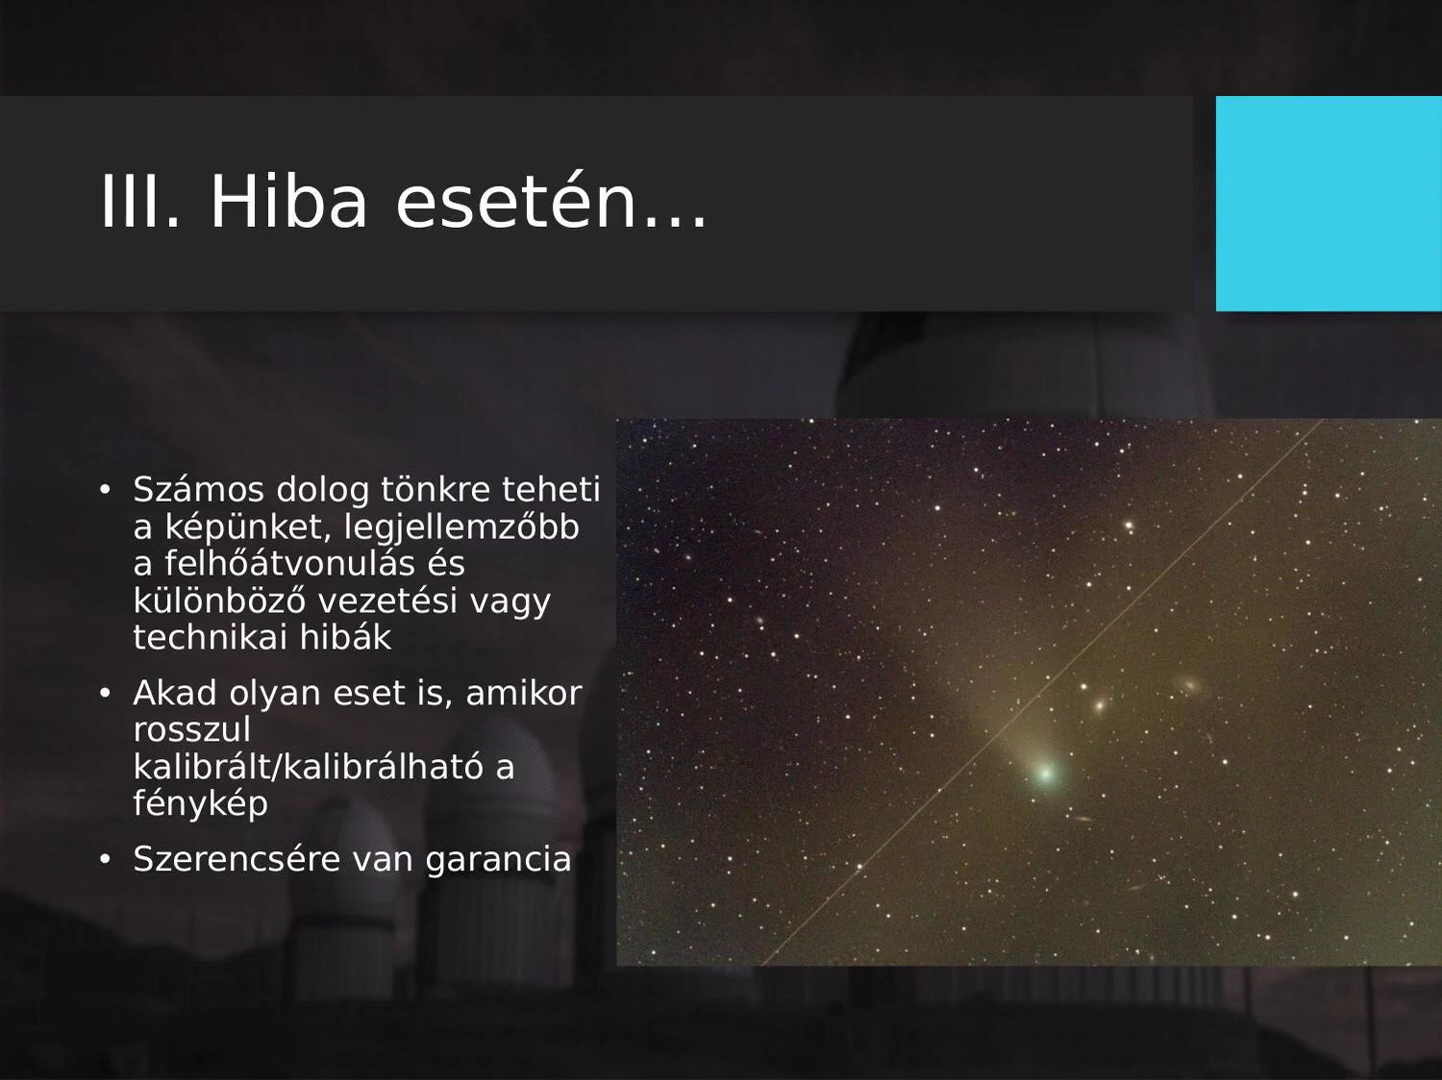 III. Hiba esetén…
• Számos dolog tönkre teheti
a képünket, legjellemzőbb
a felhőátvonulás és
különböző vezetési vagy
technikai hibák
• Akad olyan eset is, amikor
rosszul
kalibrált/kalibrálható a
fénykép
• Szerencsére van garancia